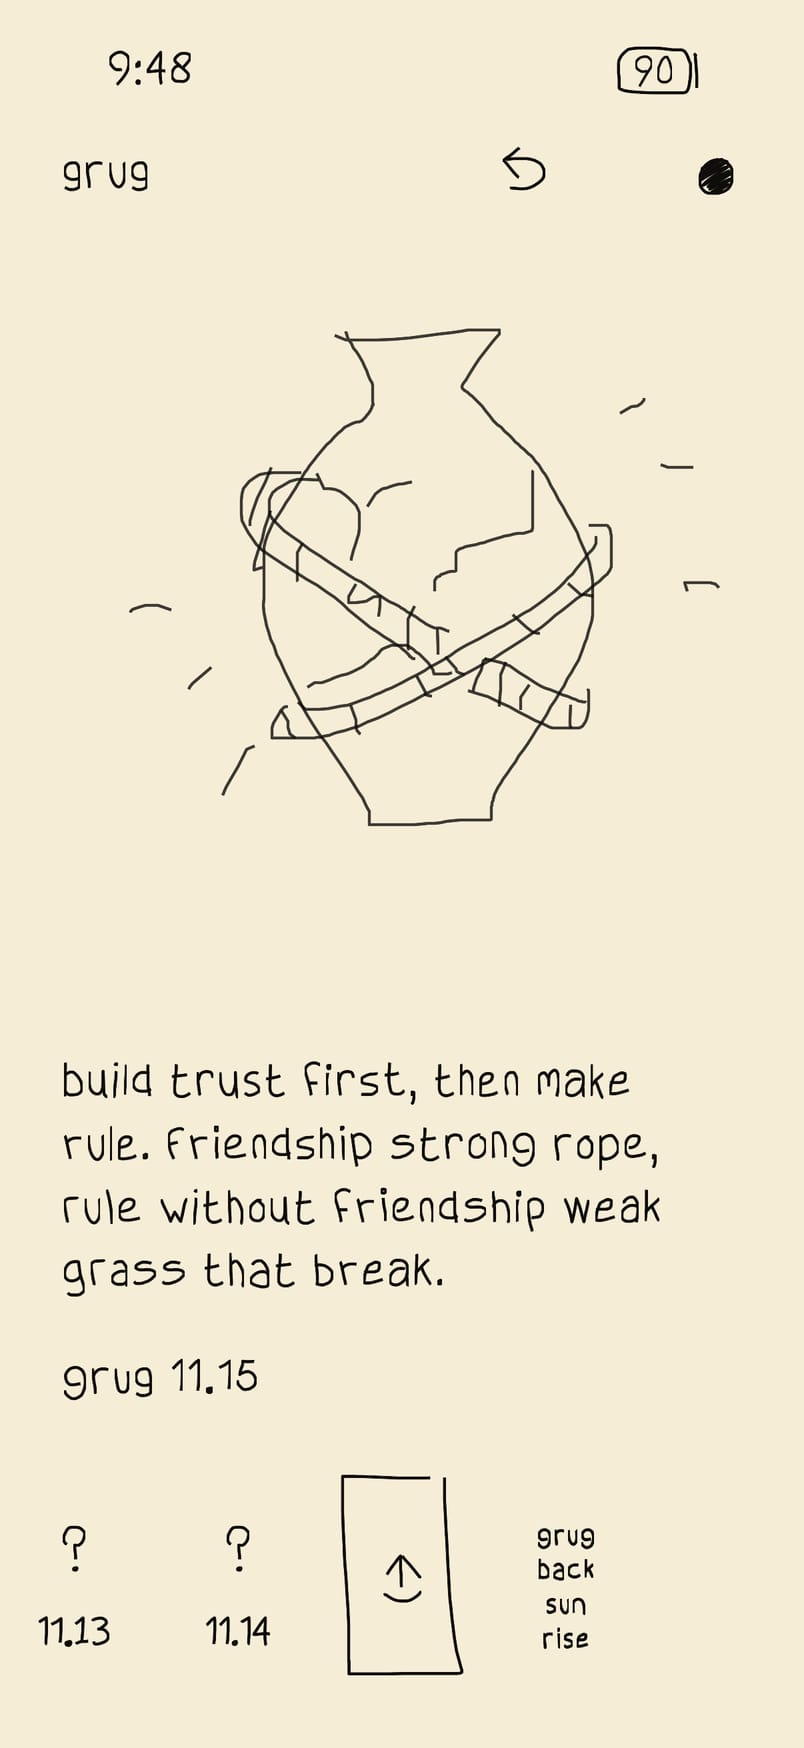 9:48
90
grug
build trust first, then make
rule. friendship strong rope,
rule without friendship weak
grass that break.
grug 11.15
?
?
11.13
11.14
grug
back
sun
rise